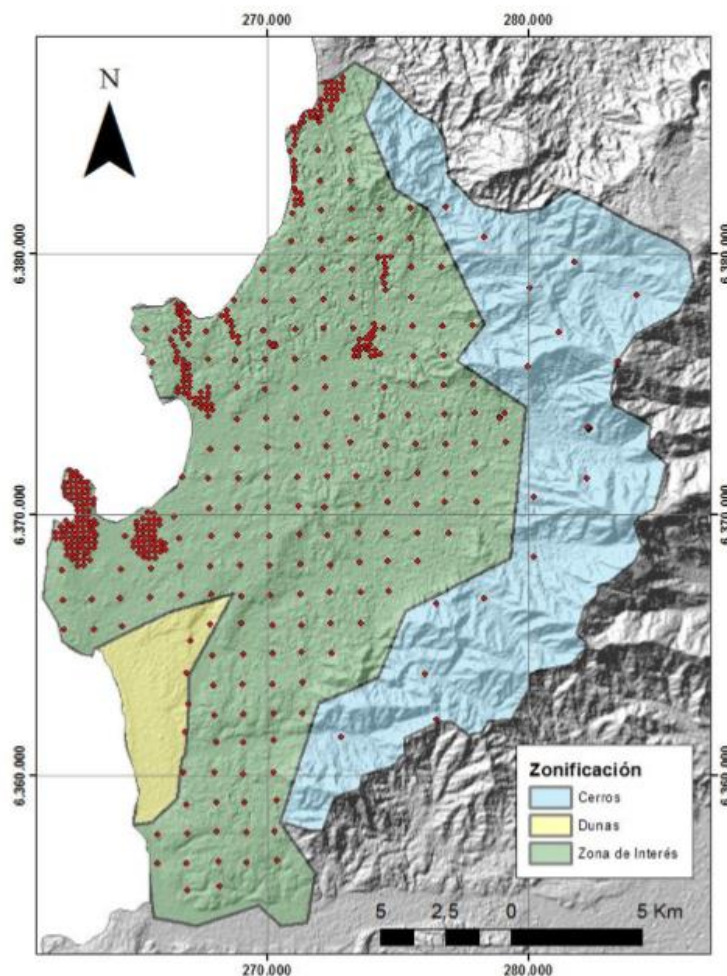 270.000 280.000
N
6.380.000 6.380.000
6.370.000 6.370.000
6.360.000 6.360.000
Zonificación
Cerros
Dunas
Zona de Interés
5 2,5 0 5 Km
270.000 280.000